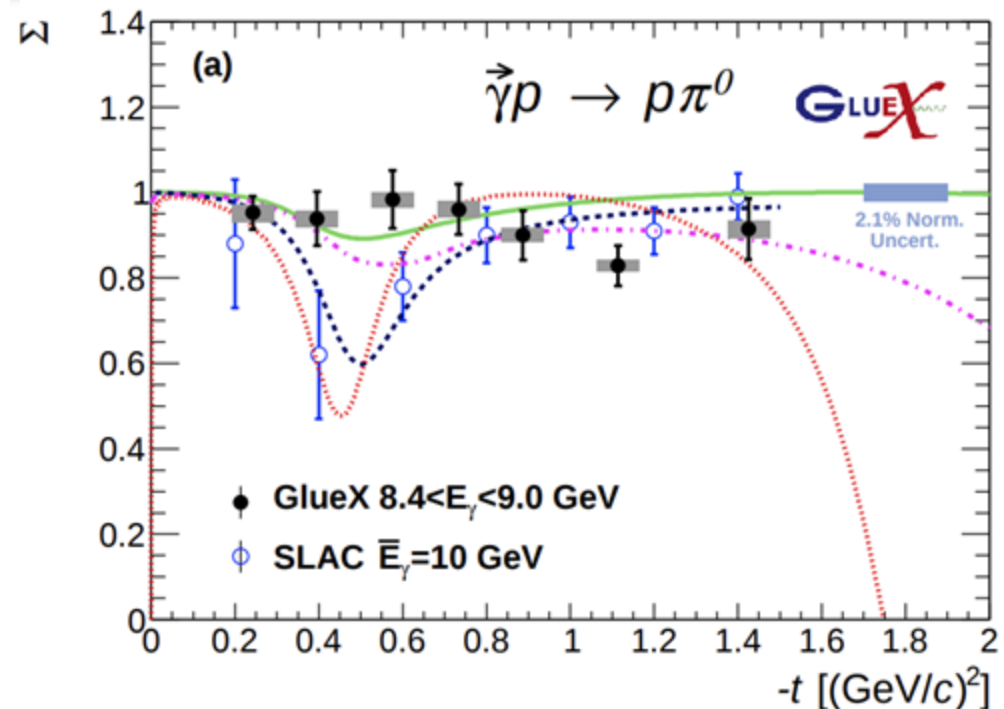 Σ
1.4
1.2
1
0.8
0.6
0.4
0.2
0
(a)
γ⃗p → pπ⁰
GLUEX
2.1% Norm.
Uncert.
GlueX 8.4<Eγ<9.0 GeV
SLAC E̅γ=10 GeV
0 0.2 0.4 0.6 0.8 1 1.2 1.4 1.6 1.8 2
-t [(GeV/c)²]